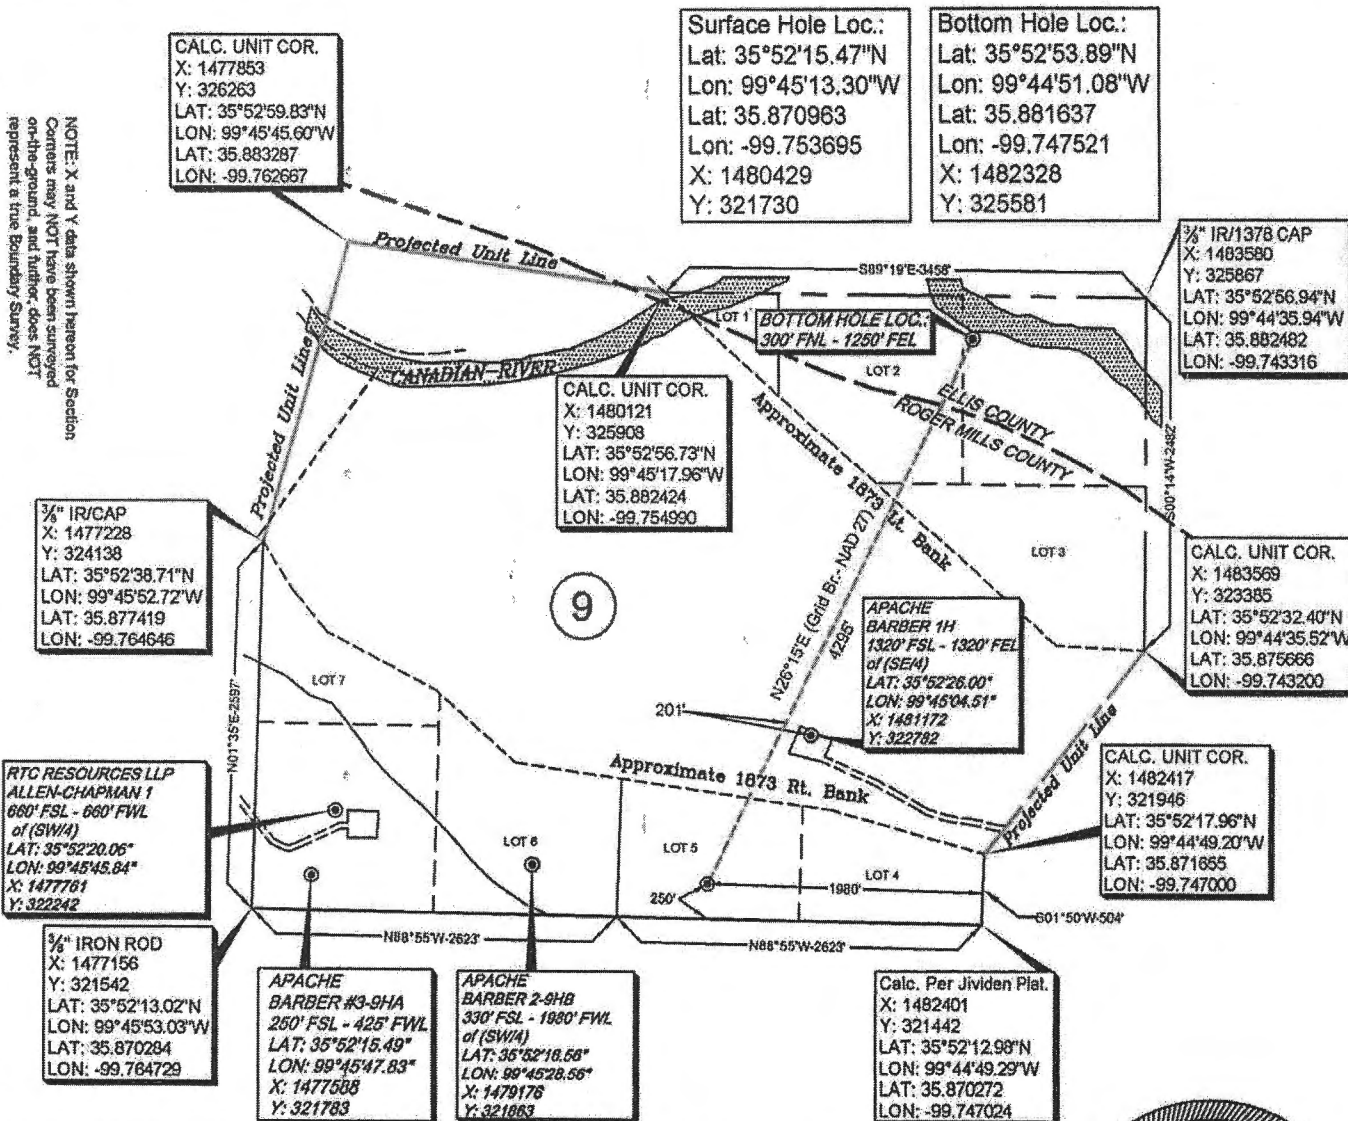 Surface Hole Loc.:
Lat: 35°52'15.47"N
Lon: 99°45'13.30"W
Lat: 35.870963
Lon: -99.753695
X: 1480429
Y: 321730
Bottom Hole Loc.:
Lat: 35°52'53.89"N
Lon: 99°44'51.08"W
Lat: 35.881637
Lon: -99.747521
X: 1482328
Y: 325581
CALC. UNIT COR.
X: 1477853
Y: 326263
LAT: 35°52'59.83"N
LON: 99°45'45.60"W
LAT: 35.883287
LON: -99.762667
NOTE: X and Y data shown hereon for Section
Corners may NOT have been surveyed
on-the-ground, and further, does NOT
represent a true Boundary Survey.
Projected Unit Line
S89°19'E-3458'
⅜" IR/1378 CAP
X: 1483580
Y: 325867
LAT: 35°52'56.94"N
LON: 99°44'35.94"W
LAT: 35.882482
LON: -99.743316
LOT 1
BOTTOM HOLE LOC.:
300' FNL - 1250' FEL
LOT 2
CANADIAN RIVER
Projected Unit Line
CALC. UNIT COR.
X: 1480121
Y: 325908
LAT: 35°52'56.73"N
LON: 99°45'17.96"W
LAT: 35.882424
LON: -99.754990
ELLIS COUNTY
ROGER MILLS COUNTY
Approximate 1873 Lt. Bank
S00°14'W-2482'
⅜" IR/CAP
X: 1477228
Y: 324138
LAT: 35°52'38.71"N
LON: 99°45'52.72"W
LAT: 35.877419
LON: -99.764646
9
N26°15'E (Grid Br.- NAD 27)
4295'
LOT 3
CALC. UNIT COR.
X: 1483569
Y: 323385
LAT: 35°52'32.40"N
LON: 99°44'35.52"W
LAT: 35.875666
LON: -99.743200
APACHE
BARBER 1H
1320' FSL - 1320' FEL
of (SE/4)
LAT: 35°52'26.00"
LON: 99°45'04.51"
X: 1481172
Y: 322782
LOT 7
N01°35'E-2597'
201'
Approximate 1873 Rt. Bank
Projected Unit Line
CALC. UNIT COR.
X: 1482417
Y: 321946
LAT: 35°52'17.96"N
LON: 99°44'49.20"W
LAT: 35.871655
LON: -99.747000
RTC RESOURCES LLP
ALLEN-CHAPMAN 1
660' FSL - 660' FWL
of (SW/4)
LAT: 35°52'20.06"
LON: 99°45'45.84"
X: 1477761
Y: 322242
LOT 6
LOT 5
LOT 4
250'
1980'
S01°50'W-504'
N88°55'W-2623'
N88°55'W-2623'
⅜" IRON ROD
X: 1477156
Y: 321542
LAT: 35°52'13.02"N
LON: 99°45'53.03"W
LAT: 35.870284
LON: -99.764729
APACHE
BARBER #3-9HA
250' FSL - 425' FWL
LAT: 35°52'15.49"
LON: 99°45'47.83"
X: 1477588
Y: 321783
APACHE
BARBER 2-9HB
330' FSL - 1980' FWL
of (SW/4)
LAT: 35°52'16.56"
LON: 99°45'28.56"
X: 1479176
Y: 321863
Calc. Per Jividen Plat.
X: 1482401
Y: 321442
LAT: 35°52'12.98"N
LON: 99°44'49.29"W
LAT: 35.870272
LON: -99.747024